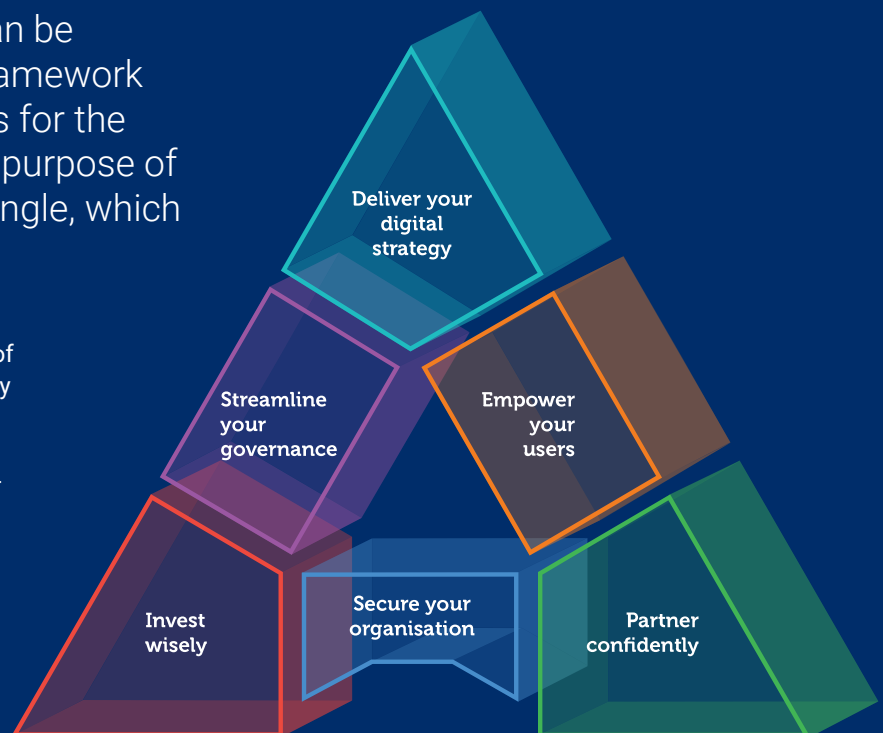 an be
amework
s for the
purpose of
ngle, which
of
y
Deliver your
digital
strategy
Streamline
your
governance
Empower
your
users
Invest
wisely
Secure your
organisation
Partner
confidently